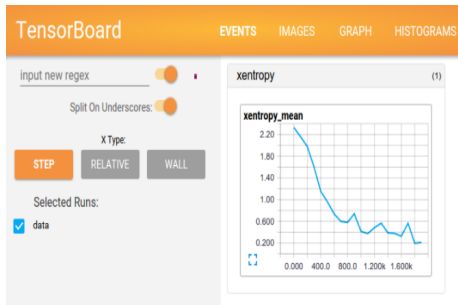 TensorBoard
EVENTS IMAGES GRAPH HISTOGRAMS
input new regex
Split On Underscores:
X Type:
STEP RELATIVE WALL
Selected Runs:
data
xentropy (1)
xentropy_mean
2.20
1.80
1.40
1.00
0.600
0.200
0.000 400.0 800.0 1.200k 1.600k